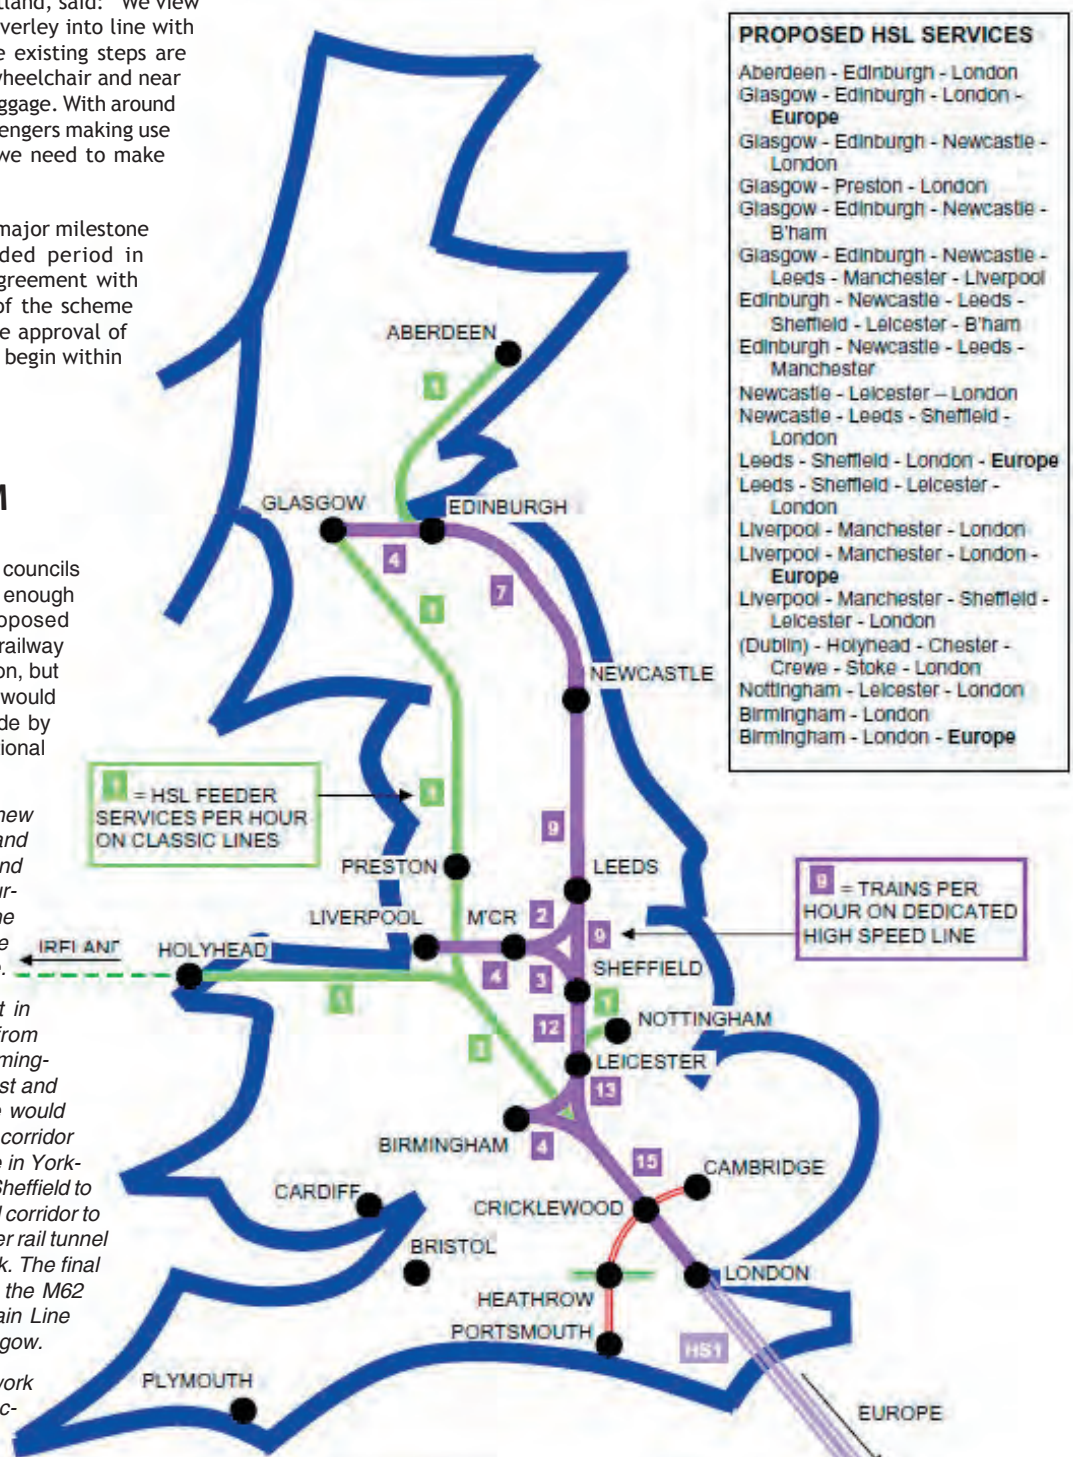 tland, said: "We view
averley into line with
e existing steps are
wheelchair and near
ggage. With around
engers making use
we need to make
major milestone
ded period in
greement with
of the scheme
e approval of
begin within
M
councils
enough
oposed
railway
on, but
would
de by
tional
new
and
nd
ur-
ne
e
e.
t in
from
ming-
st and
e would
corridor
e in York-
Sheffield to
l corridor to
er rail tunnel
k. The final
the M62
ain Line
gow.
work
c-
PROPOSED HSL SERVICES
Aberdeen - Edinburgh - London
Glasgow - Edinburgh - London -
Europe
Glasgow - Edinburgh - Newcastle -
London
Glasgow - Preston - London
Glasgow - Edinburgh - Newcastle -
B'ham
Glasgow - Edinburgh - Newcastle -
Leeds - Manchester - Liverpool
Edinburgh - Newcastle - Leeds -
Sheffield - Leicester - B'ham
Edinburgh - Newcastle - Leeds -
Manchester
Newcastle - Leicester – London
Newcastle - Leeds - Sheffield -
London
Leeds - Sheffield - London - Europe
Leeds - Sheffield - Leicester -
London
Liverpool - Manchester - London
Liverpool - Manchester - London -
Europe
Liverpool - Manchester - Sheffield -
Leicester - London
(Dublin) - Holyhead - Chester -
Crewe - Stoke - London
Nottingham - Leicester - London
Birmingham - London
Birmingham - London - Europe
ABERDEEN
1
GLASGOW
EDINBURGH
4
7
1
NEWCASTLE
1 = HSL FEEDER
SERVICES PER HOUR
ON CLASSIC LINES
1
9
PRESTON
LEEDS
9 = TRAINS PER
HOUR ON DEDICATED
HIGH SPEED LINE
LIVERPOOL
M'CR
2
9
IRELAND
HOLYHEAD
4
3
SHEFFIELD
1
1
12
NOTTINGHAM
1
LEICESTER
13
BIRMINGHAM
4
15
CAMBRIDGE
CARDIFF
CRICKLEWOOD
BRISTOL
LONDON
HEATHROW
PORTSMOUTH
HS1
PLYMOUTH
EUROPE